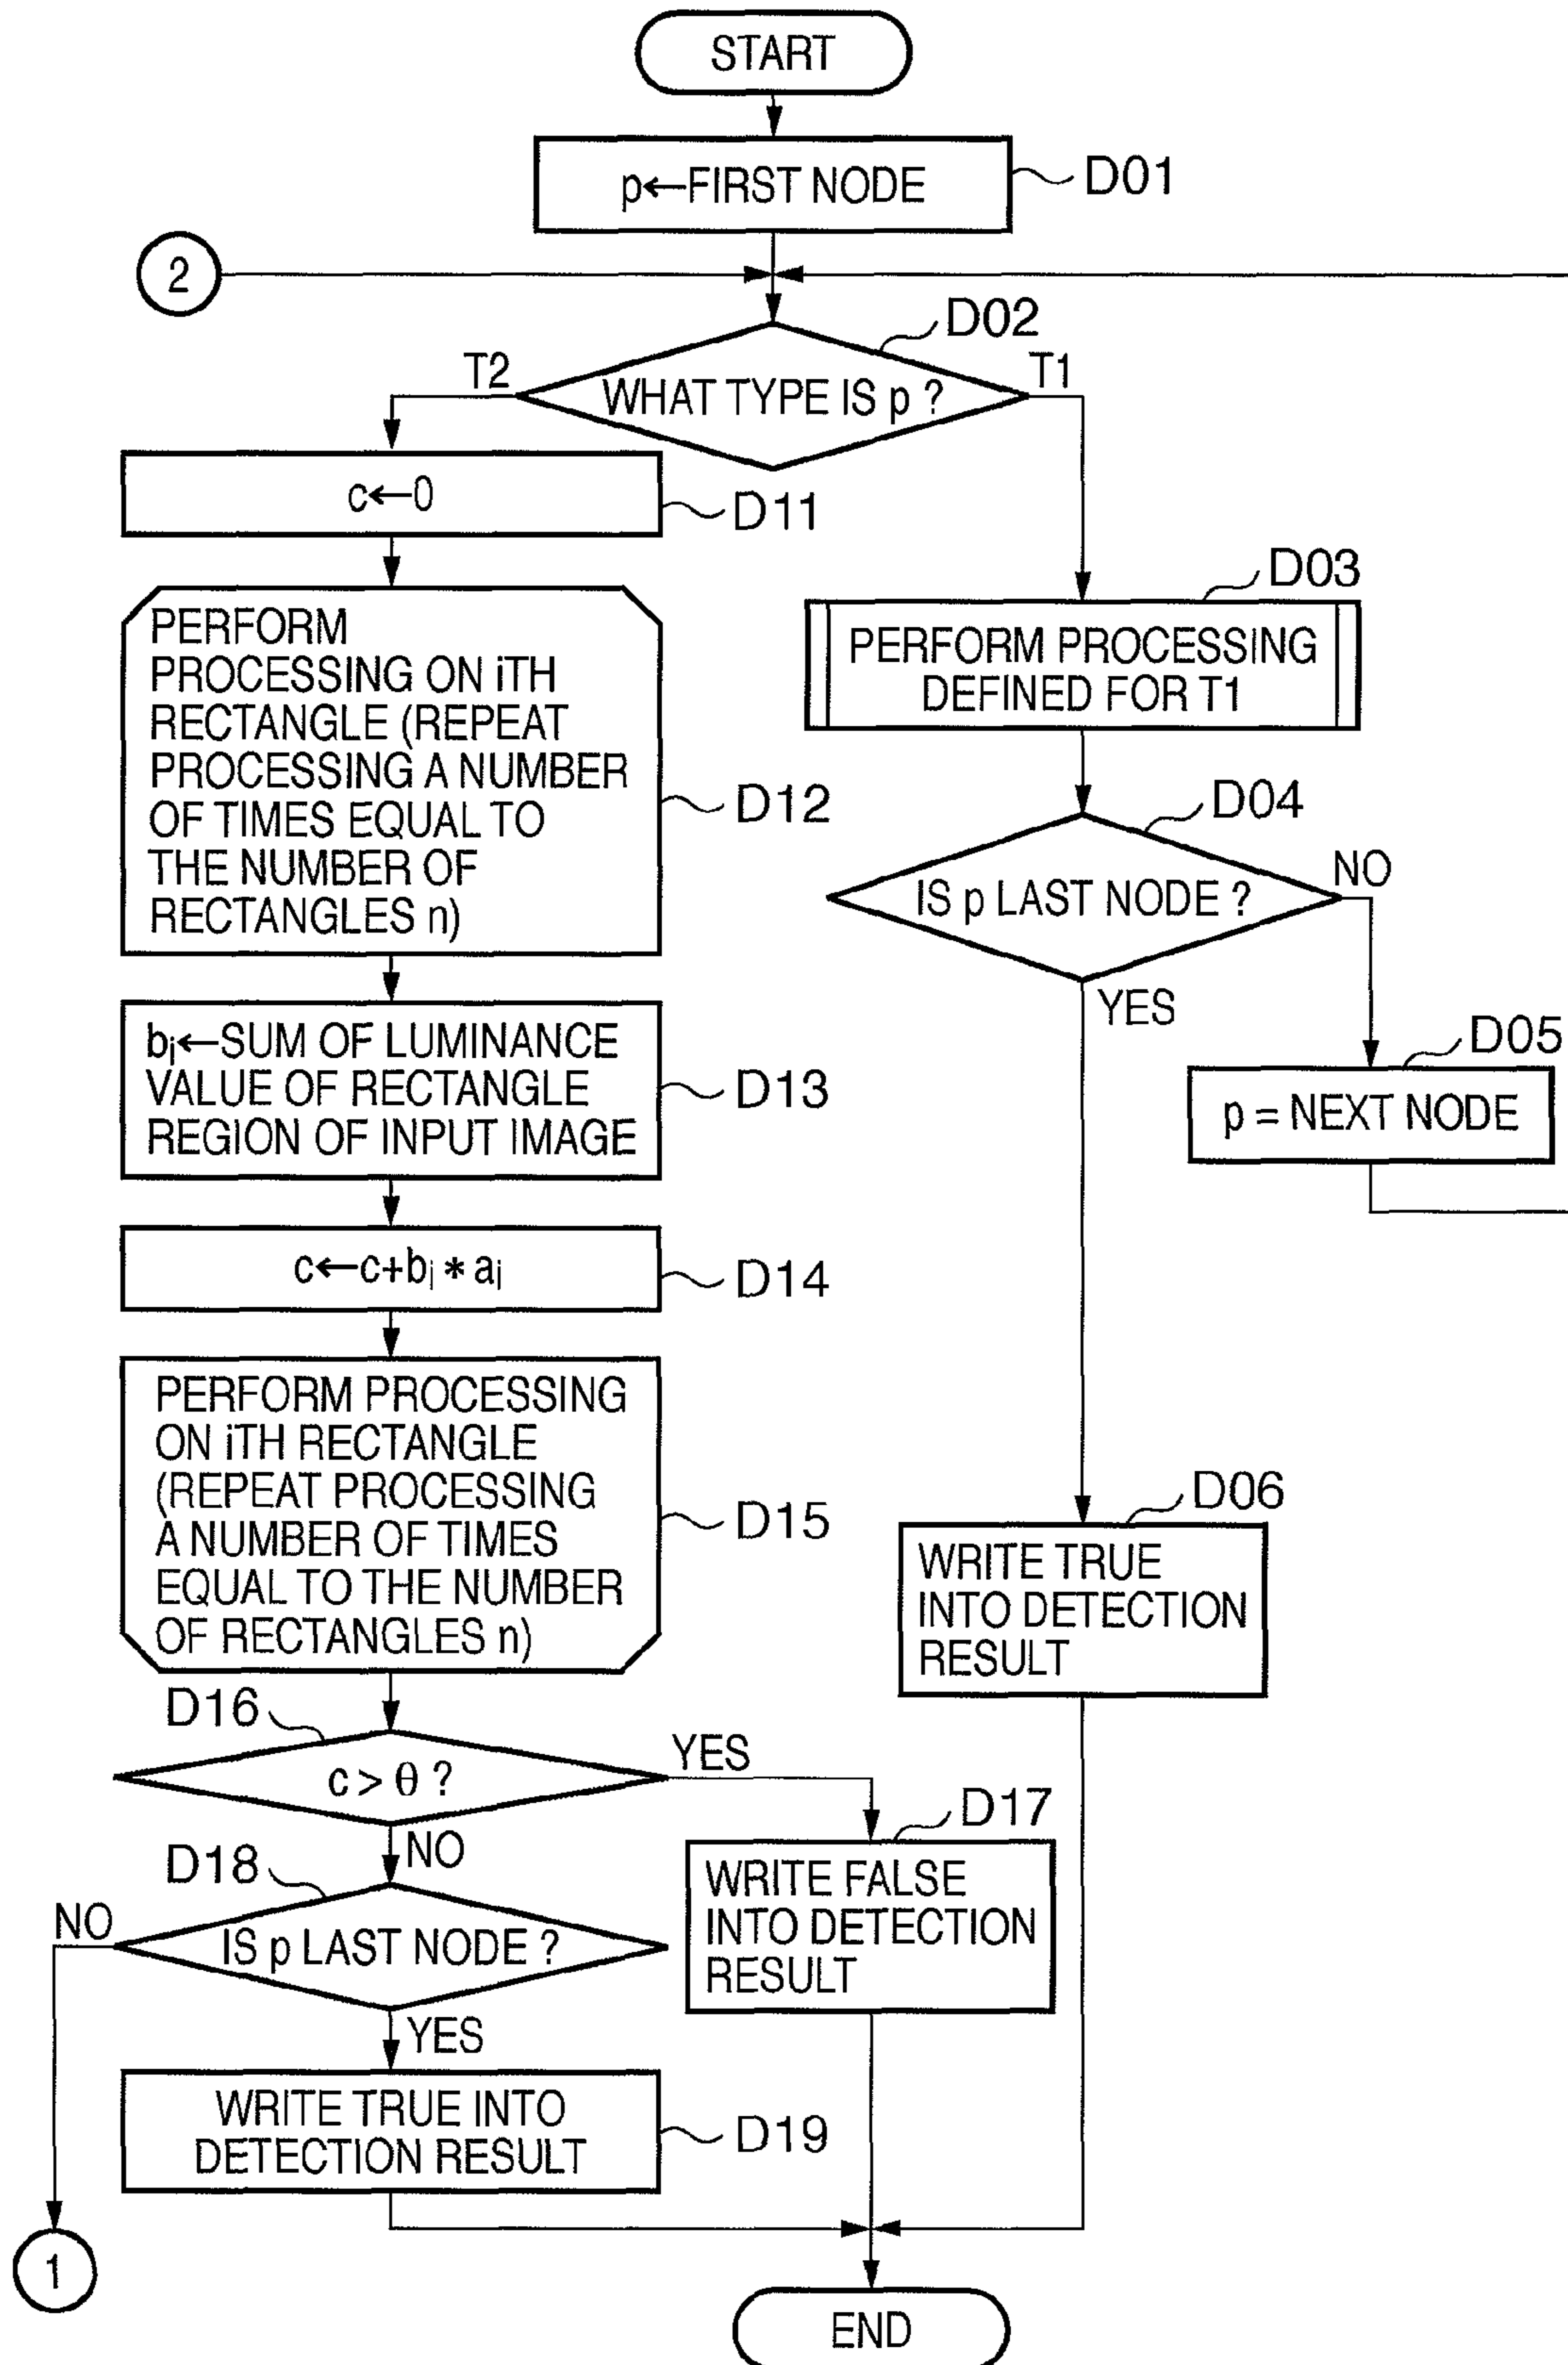 START
p←FIRST NODE
D01
2
D02
T2
WHAT TYPE IS p ?
T1
c←0
D11
PERFORM
PROCESSING ON iTH
RECTANGLE (REPEAT
PROCESSING A NUMBER
OF TIMES EQUAL TO
THE NUMBER OF
RECTANGLES n)
D12
bi←SUM OF LUMINANCE
VALUE OF RECTANGLE
REGION OF INPUT IMAGE
D13
c←c+bi * ai
D14
PERFORM PROCESSING
ON iTH RECTANGLE
(REPEAT PROCESSING
A NUMBER OF TIMES
EQUAL TO THE NUMBER
OF RECTANGLES n)
D15
D16
c > θ ?
YES
NO
D17
WRITE FALSE
INTO DETECTION
RESULT
D18
NO
IS p LAST NODE ?
YES
WRITE TRUE INTO
DETECTION RESULT
D19
1
D03
PERFORM PROCESSING
DEFINED FOR T1
D04
IS p LAST NODE ?
NO
YES
D05
p = NEXT NODE
D06
WRITE TRUE
INTO DETECTION
RESULT
END